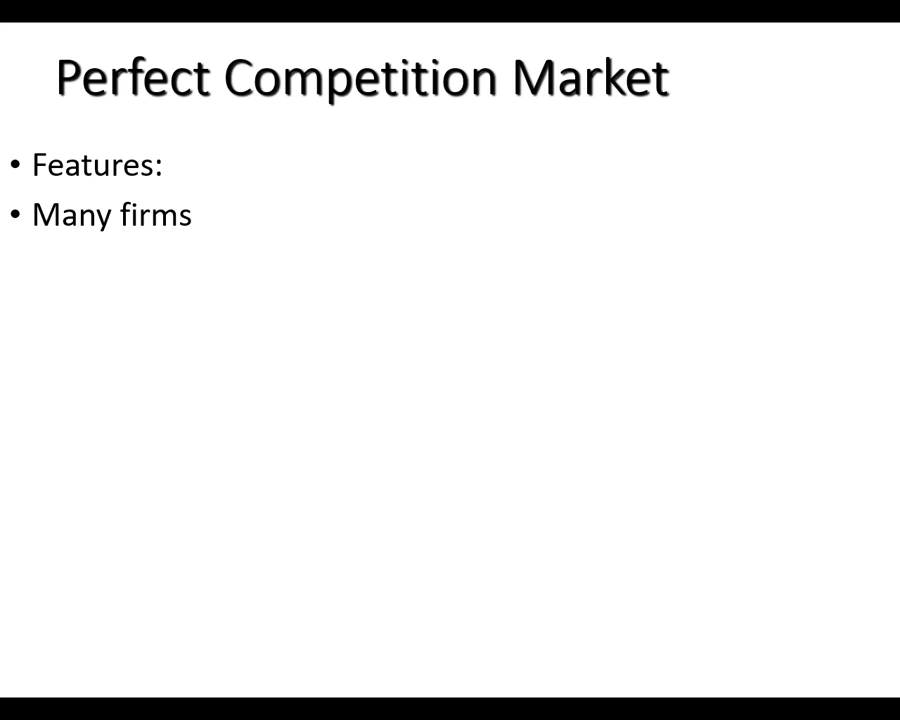 Perfect Competition Market
• Features:
• Many firms